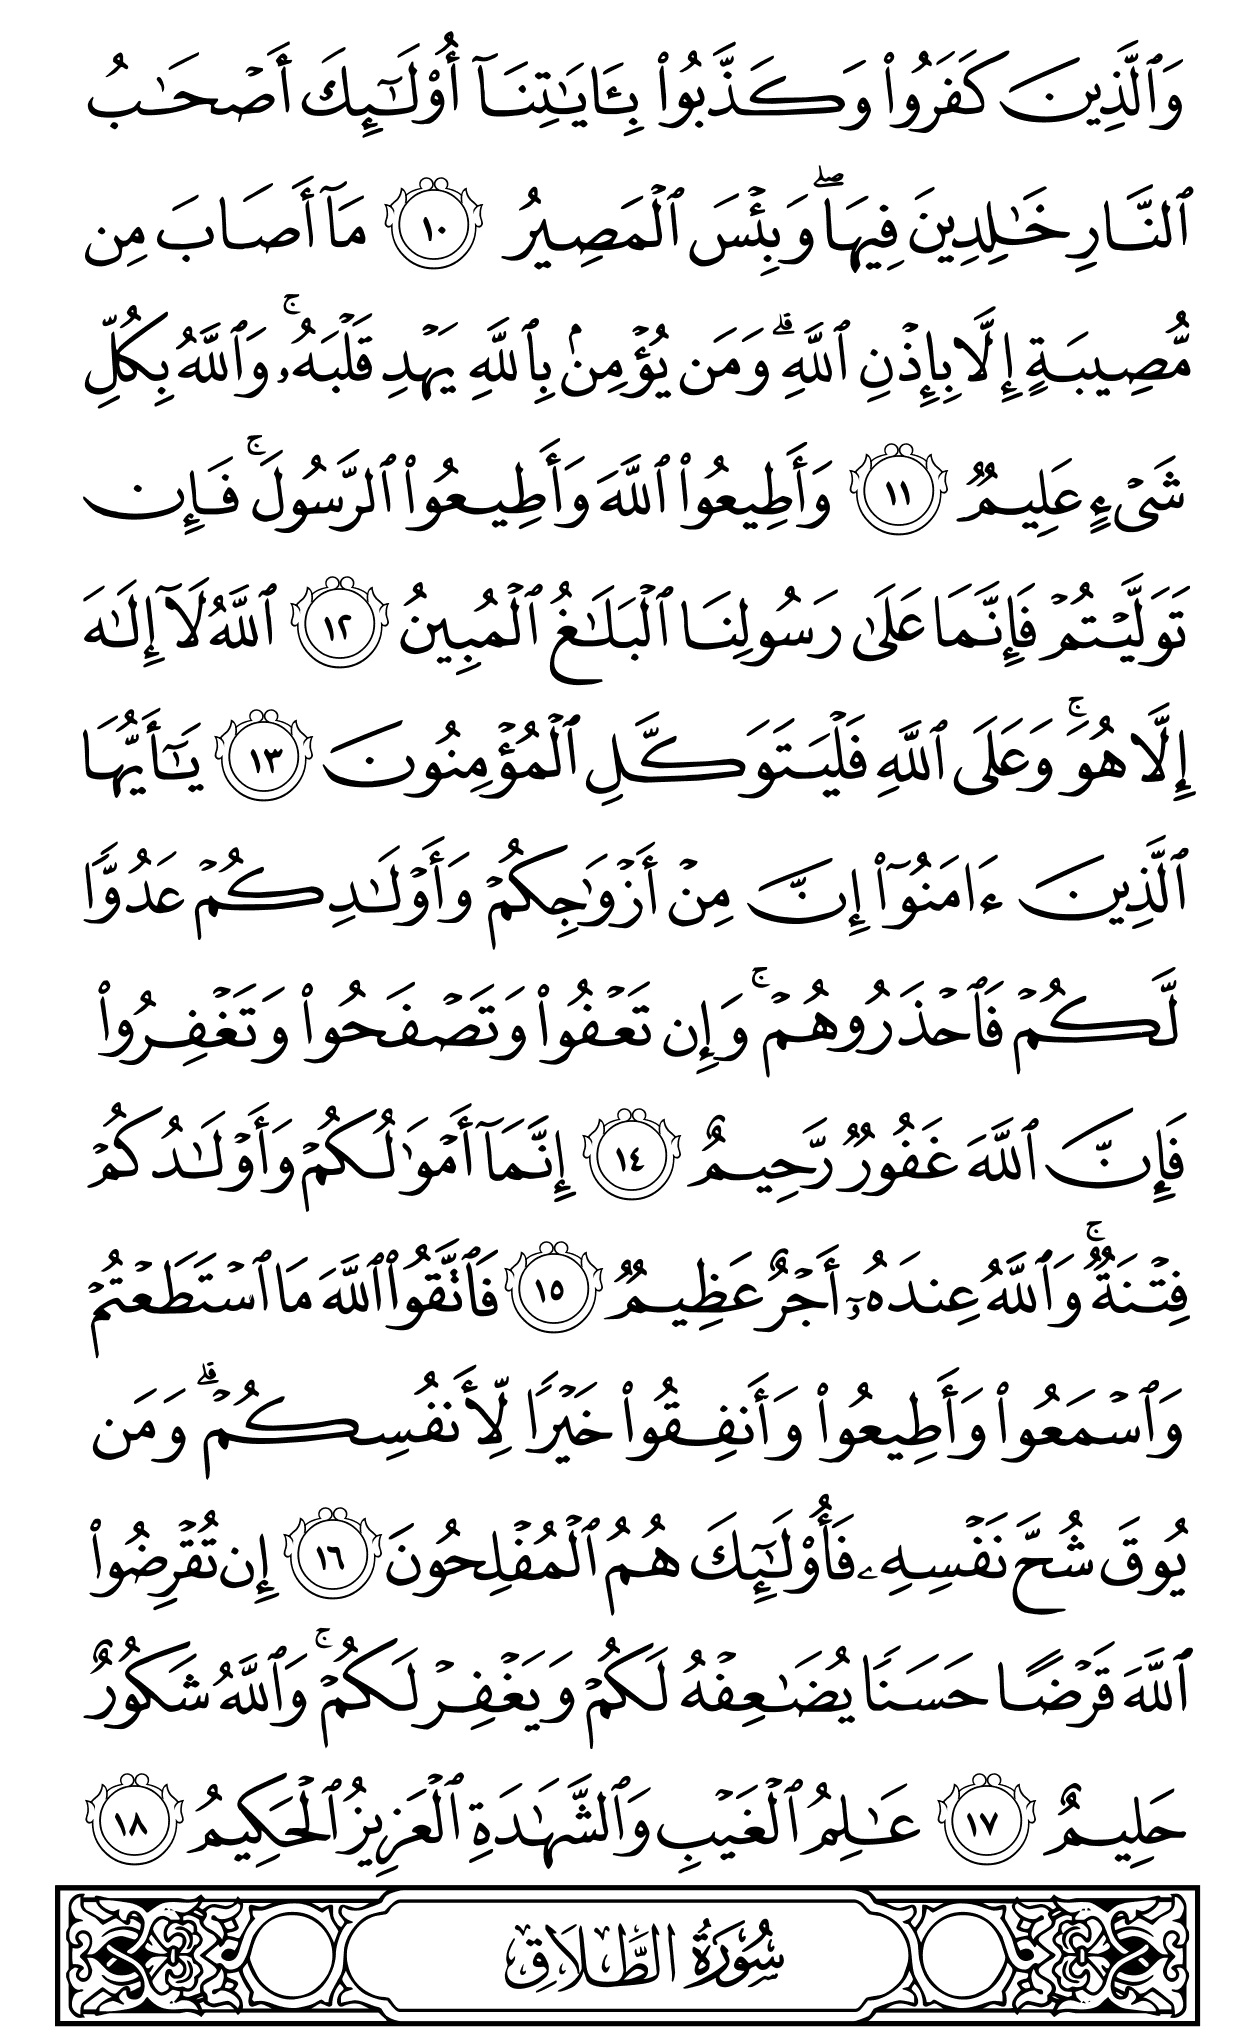 وَٱلَّذِينَ كَفَرُواْ وَكَذَّبُواْ بِـَٔايَٰتِنَآ أُوْلَٰٓئِكَ أَصۡحَٰبُ
ٱلنَّارِ خَٰلِدِينَ فِيهَاۖ وَبِئۡسَ ٱلۡمَصِيرُ ١٠ مَآ أَصَابَ مِن
مُّصِيبَةٍ إِلَّا بِإِذۡنِ ٱللَّهِۗ وَمَن يُؤۡمِنۢ بِٱللَّهِ يَهۡدِ قَلۡبَهُۥۚ وَٱللَّهُ بِكُلِّ
شَيۡءٍ عَلِيمٞ ١١ وَأَطِيعُواْ ٱللَّهَ وَأَطِيعُواْ ٱلرَّسُولَۚ فَإِن
تَوَلَّيۡتُمۡ فَإِنَّمَا عَلَىٰ رَسُولِنَا ٱلۡبَلَٰغُ ٱلۡمُبِينُ ١٢ ٱللَّهُ لَآ إِلَٰهَ
إِلَّا هُوَۚ وَعَلَى ٱللَّهِ فَلۡيَتَوَكَّلِ ٱلۡمُؤۡمِنُونَ ١٣ يَٰٓأَيُّهَا
ٱلَّذِينَ ءَامَنُوٓاْ إِنَّ مِنۡ أَزۡوَٰجِكُمۡ وَأَوۡلَٰدِكُمۡ عَدُوّٗا
لَّكُمۡ فَٱحۡذَرُوهُمۡۚ وَإِن تَعۡفُواْ وَتَصۡفَحُواْ وَتَغۡفِرُواْ
فَإِنَّ ٱللَّهَ غَفُورٞ رَّحِيمٌ ١٤ إِنَّمَآ أَمۡوَٰلُكُمۡ وَأَوۡلَٰدُكُمۡ
فِتۡنَةٞۚ وَٱللَّهُ عِندَهُۥٓ أَجۡرٌ عَظِيمٞ ١٥ فَٱتَّقُواْ ٱللَّهَ مَا ٱسۡتَطَعۡتُمۡ
وَٱسۡمَعُواْ وَأَطِيعُواْ وَأَنفِقُواْ خَيۡرٗا لِّأَنفُسِكُمۡۗ وَمَن
يُوقَ شُحَّ نَفۡسِهِۦ فَأُوْلَٰٓئِكَ هُمُ ٱلۡمُفۡلِحُونَ ١٦ إِن تُقۡرِضُواْ
ٱللَّهَ قَرۡضًا حَسَنٗا يُضَٰعِفۡهُ لَكُمۡ وَيَغۡفِرۡ لَكُمۡۚ وَٱللَّهُ شَكُورٌ
حَلِيمٌ ١٧ عَٰلِمُ ٱلۡغَيۡبِ وَٱلشَّهَٰدَةِ ٱلۡعَزِيزُ ٱلۡحَكِيمُ ١٨
سُورَةُ الطَّلَاقِ